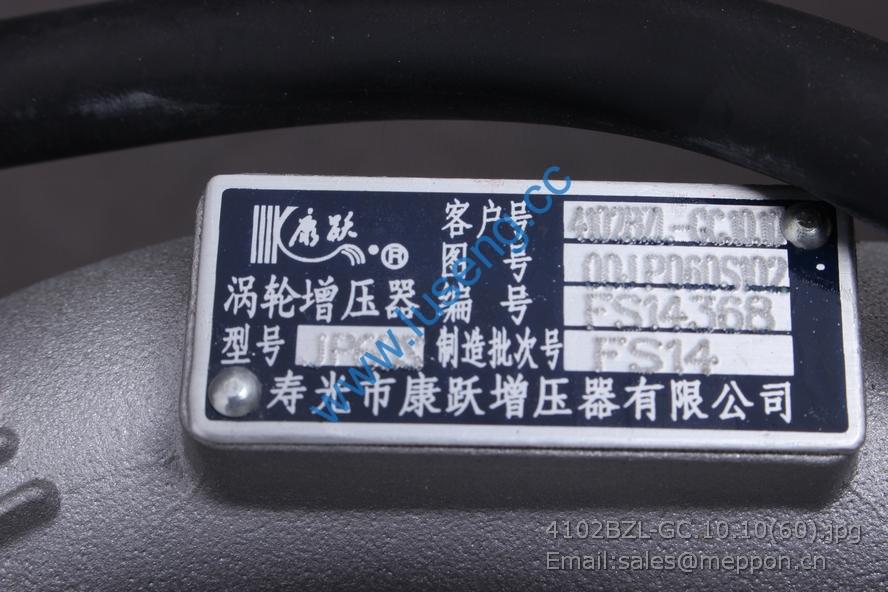 康跃 ®
客户号 4102BZL-GC.10.10
图 号 00JP060S102
涡轮增压器 编 号 FS14368
型号 制造批次号 FS14
寿光市康跃增压器有限公司
www.luseng.cc
4102BZL-GC.10.10(60).jpg
Email:sales@meppon.cn